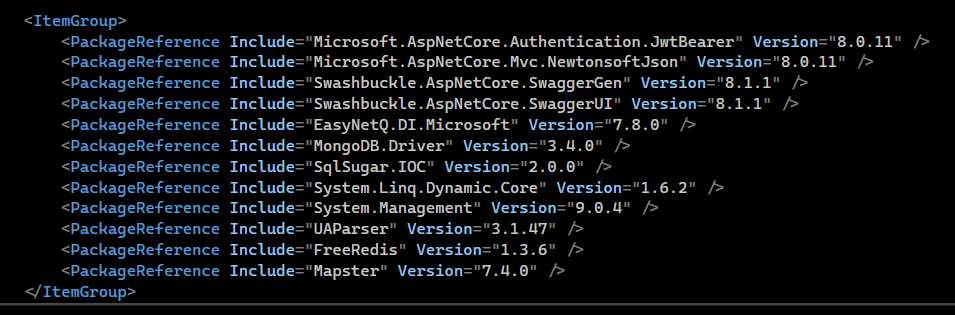 <ItemGroup>
<PackageReference Include="Microsoft.AspNetCore.Authentication.JwtBearer" Version="8.0.11" />
<PackageReference Include="Microsoft.AspNetCore.Mvc.NewtonsoftJson" Version="8.0.11" />
<PackageReference Include="Swashbuckle.AspNetCore.SwaggerGen" Version="8.1.1" />
<PackageReference Include="Swashbuckle.AspNetCore.SwaggerUI" Version="8.1.1" />
<PackageReference Include="EasyNetQ.DI.Microsoft" Version="7.8.0" />
<PackageReference Include="MongoDB.Driver" Version="3.4.0" />
<PackageReference Include="SqlSugar.IOC" Version="2.0.0" />
<PackageReference Include="System.Linq.Dynamic.Core" Version="1.6.2" />
<PackageReference Include="System.Management" Version="9.0.4" />
<PackageReference Include="UAParser" Version="3.1.47" />
<PackageReference Include="FreeRedis" Version="1.3.6" />
<PackageReference Include="Mapster" Version="7.4.0" />
</ItemGroup>